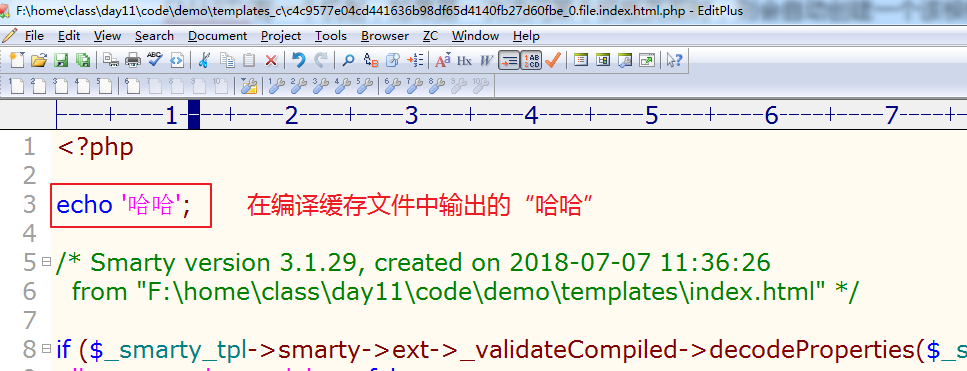 F:\home\class\day11\code\demo\templates_c\c4c9577e04cd441636b98df65d4140fb27d60fbe_0.file.index.html.php - EditPlus
File Edit View Search Document Project Tools Browser ZC Window Help
1 2 3 4 5 6 7
1 <?php
2
3 echo '哈哈'; 在编译缓存文件中输出的“哈哈”
4
5 /* Smarty version 3.1.29, created on 2018-07-07 11:36:26
6 from "F:\home\class\day11\code\demo\templates\index.html" */
7
8 if ($_smarty_tpl->smarty->ext->_validateCompiled->decodeProperties($_s